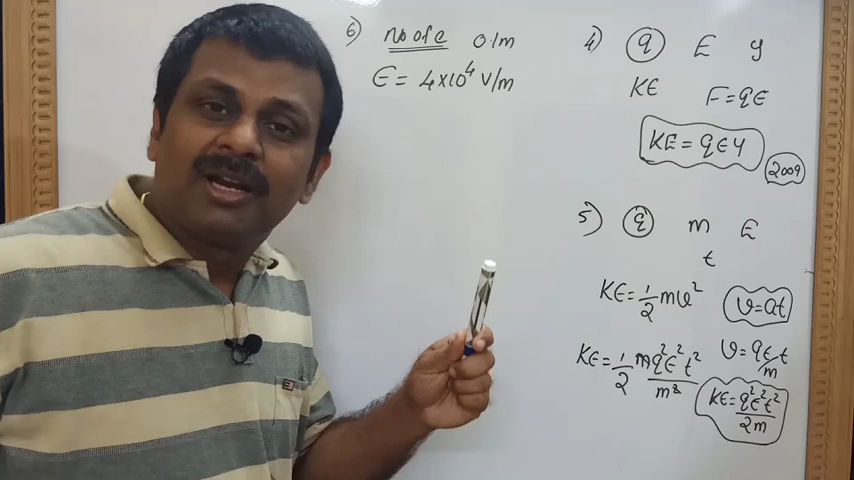 6) no of e 0.1m
E = 4×10⁴ V/m
4) q E y
KE F = qE
KE = qEy
2009
5) q m E
t
KE = 1/2 mv² v = at
v = qE/m t
KE = 1/2 mq²E²t²/m²
KE = q²E²t²/2m